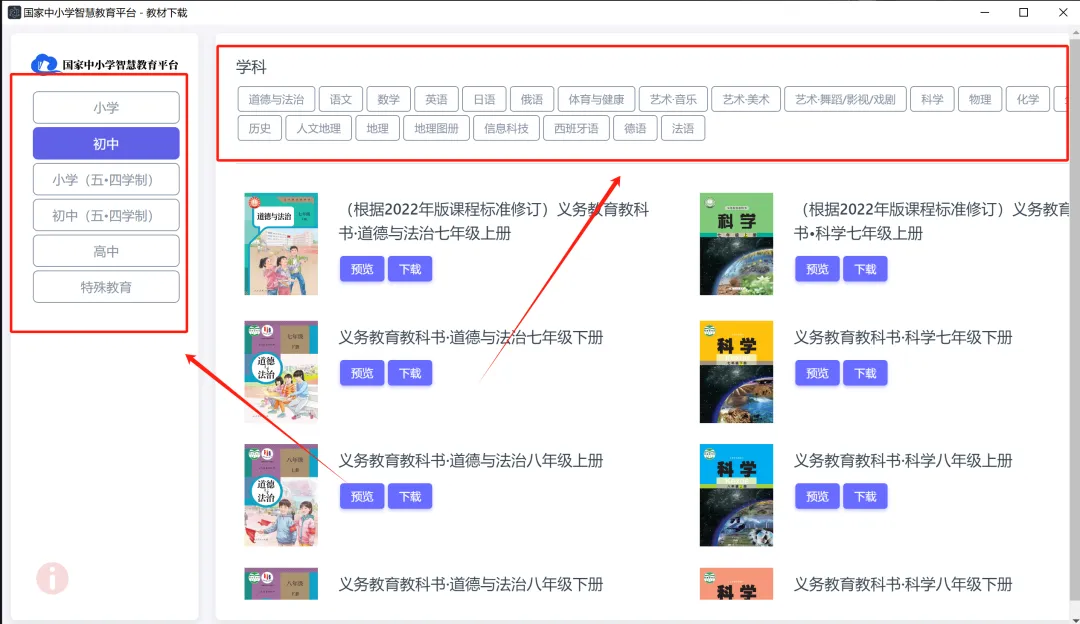 国家中小学智慧教育平台 - 教材下载
国家中小学智慧教育平台
小学
初中
小学（五•四学制）
初中（五•四学制）
高中
特殊教育
学科
道德与法治 语文 数学 英语 日语 俄语 体育与健康 艺术·音乐 艺术·美术 艺术·舞蹈/影视/戏剧 科学 物理 化学
历史 人文地理 地理 地理图册 信息科技 西班牙语 德语 法语
道德与法治
（根据2022年版课程标准修订）义务教育教科
书·道德与法治七年级上册
预览 下载
科学
七年级上册
（根据2022年版课程标准修订）义务教育
书•科学七年级上册
预览 下载
七年级
道德
与
法治
义务教育教科书·道德与法治七年级下册
预览 下载
科学
义务教育教科书·科学七年级下册
预览 下载
八年级
上册
道德
与
法治
义务教育教科书·道德与法治八年级上册
预览 下载
科学
义务教育教科书·科学八年级上册
预览 下载
八年级
义务教育教科书·道德与法治八年级下册
科学
义务教育教科书·科学八年级下册